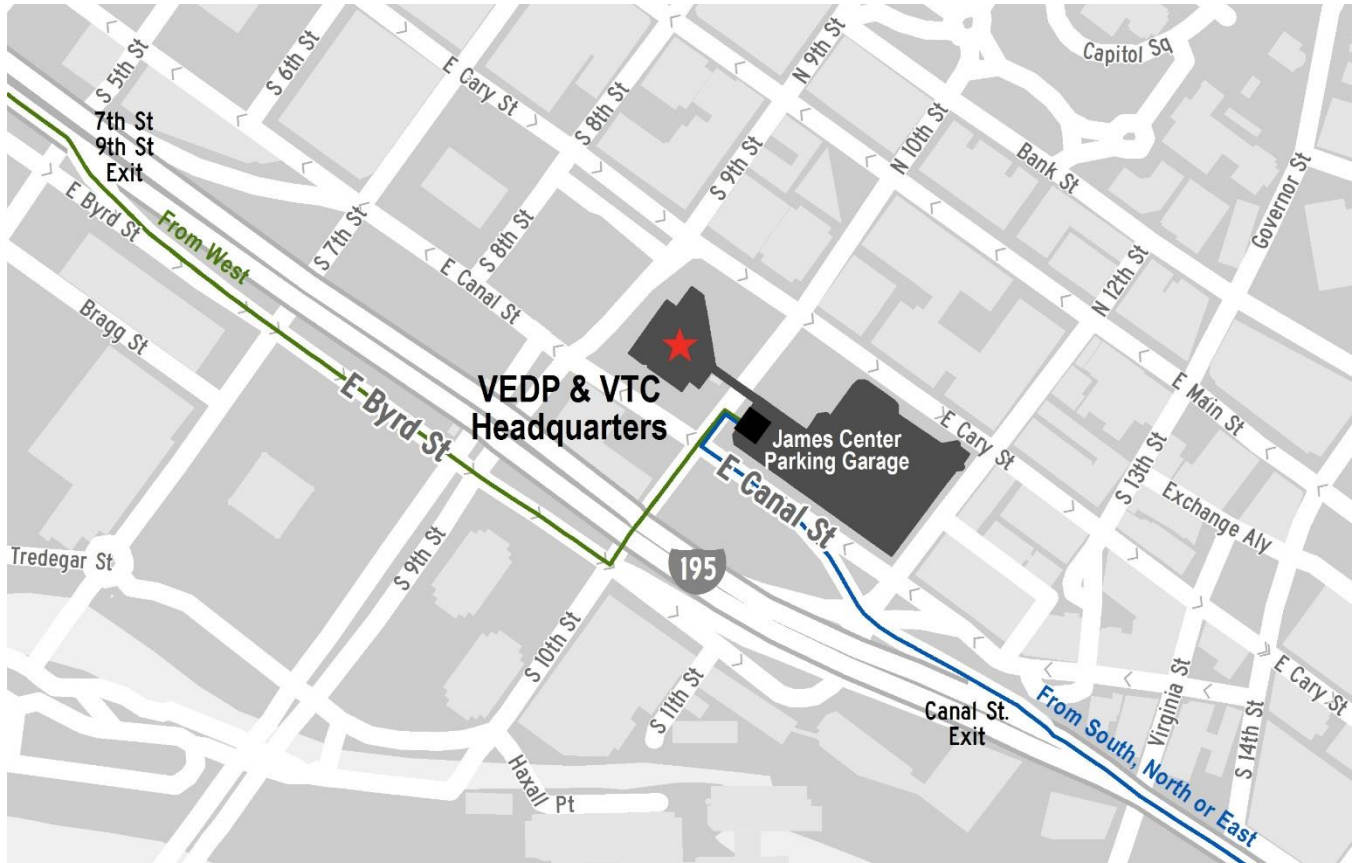 S 5th St
S 6th St
E Cary St
S 8th St
N 9th St
Capitol Sq
7th St
9th St
Exit
S 9th St
N 10th St
Bank St
Governor St
E Byrd St
From West
S 7th St
S 8th St
E Canal St
N 12th St
Bragg St
E Byrd St
VEDP & VTC
Headquarters
James Center
Parking Garage
E Cary St
E Main St
E Canal St
S 13th St
Exchange Aly
Tredegar St
S 9th St
195
S 10th St
S 11th St
Haxall Pt
Canal St.
Exit
From South, North or East
Virginia St
S 14th St
E Cary St